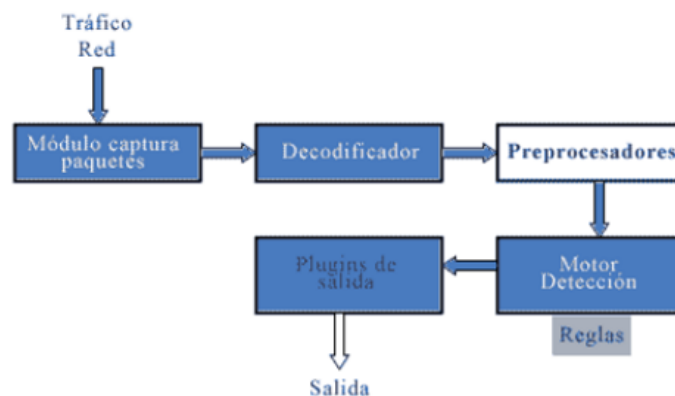 Tráfico
Red
Módulo captura
paquetes
Decodificador
Preprocesadores
Plugins de
salida
Motor
Detección
Reglas
Salida